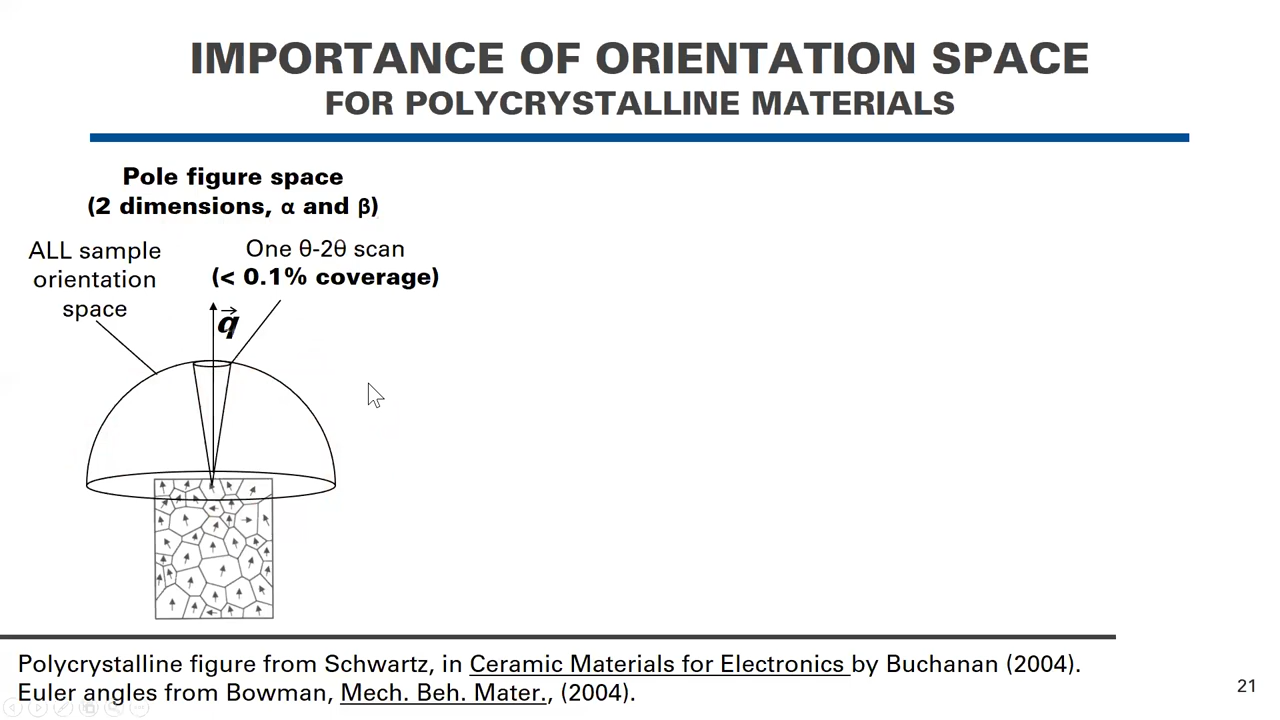 IMPORTANCE OF ORIENTATION SPACE
FOR POLYCRYSTALLINE MATERIALS
Pole figure space
(2 dimensions, α and β)
ALL sample
orientation
space
One θ-2θ scan
(< 0.1% coverage)
q⃗
Polycrystalline figure from Schwartz, in Ceramic Materials for Electronics by Buchanan (2004).
Euler angles from Bowman, Mech. Beh. Mater., (2004).
21